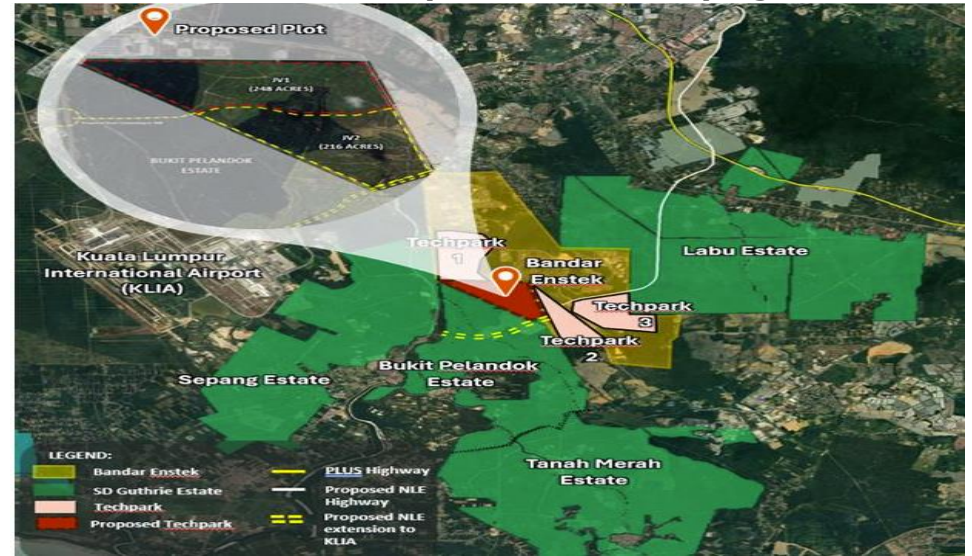 Proposed Plot
JV1
(248 ACRES)
JV2
(216 ACRES)
BUKIT PELANDOK
ESTATE
Kuala Lumpur
International Airport
(KLIA)
Techpark
1
Bandar
Enstek
Labu Estate
Techpark
3
Techpark
2
Bukit Pelandok
Estate
Sepang Estate
Tanah Merah
Estate
LEGEND:
Bandar Enstek
SD Guthrie Estate
Techpark
Proposed Techpark
PLUS Highway
Proposed NLE
Highway
Proposed NLE
extension to
KLIA